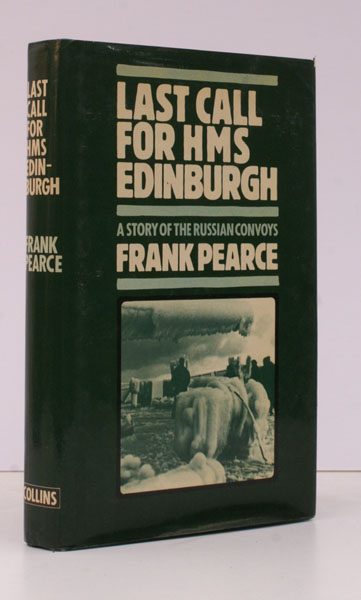 LAST
CALL
FOR
HMS
EDIN-
BURGH
FRANK
PEARCE
COLLINS
LAST CALL
FOR HMS
EDINBURGH
A STORY OF THE RUSSIAN CONVOYS
FRANK PEARCE